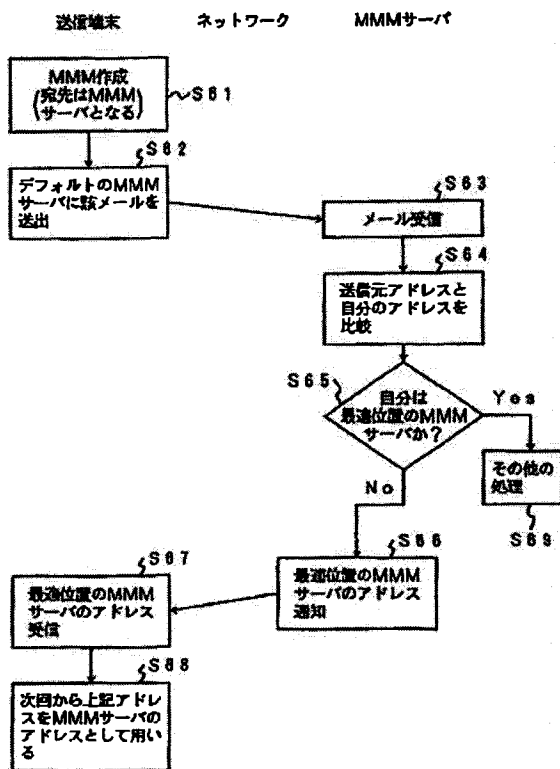 送信端末 ネットワーク MMMサーバ
MMM作成
(宛先はMMM
サーバとなる)
S61
S62
デフォルトのMMM
サーバに該メールを
送出
S63
メール受信
S64
送信元アドレスと
自分のアドレスを
比較
S65
自分は
最適位置のMMM
サーバか?
Yes
No
その他の
処理
S69
S66
最適位置のMMM
サーバのアドレス
通知
S67
最適位置のMMM
サーバのアドレス
受信
S68
次回から上記アドレ
スをMMMサーバの
アドレスとして用い
る